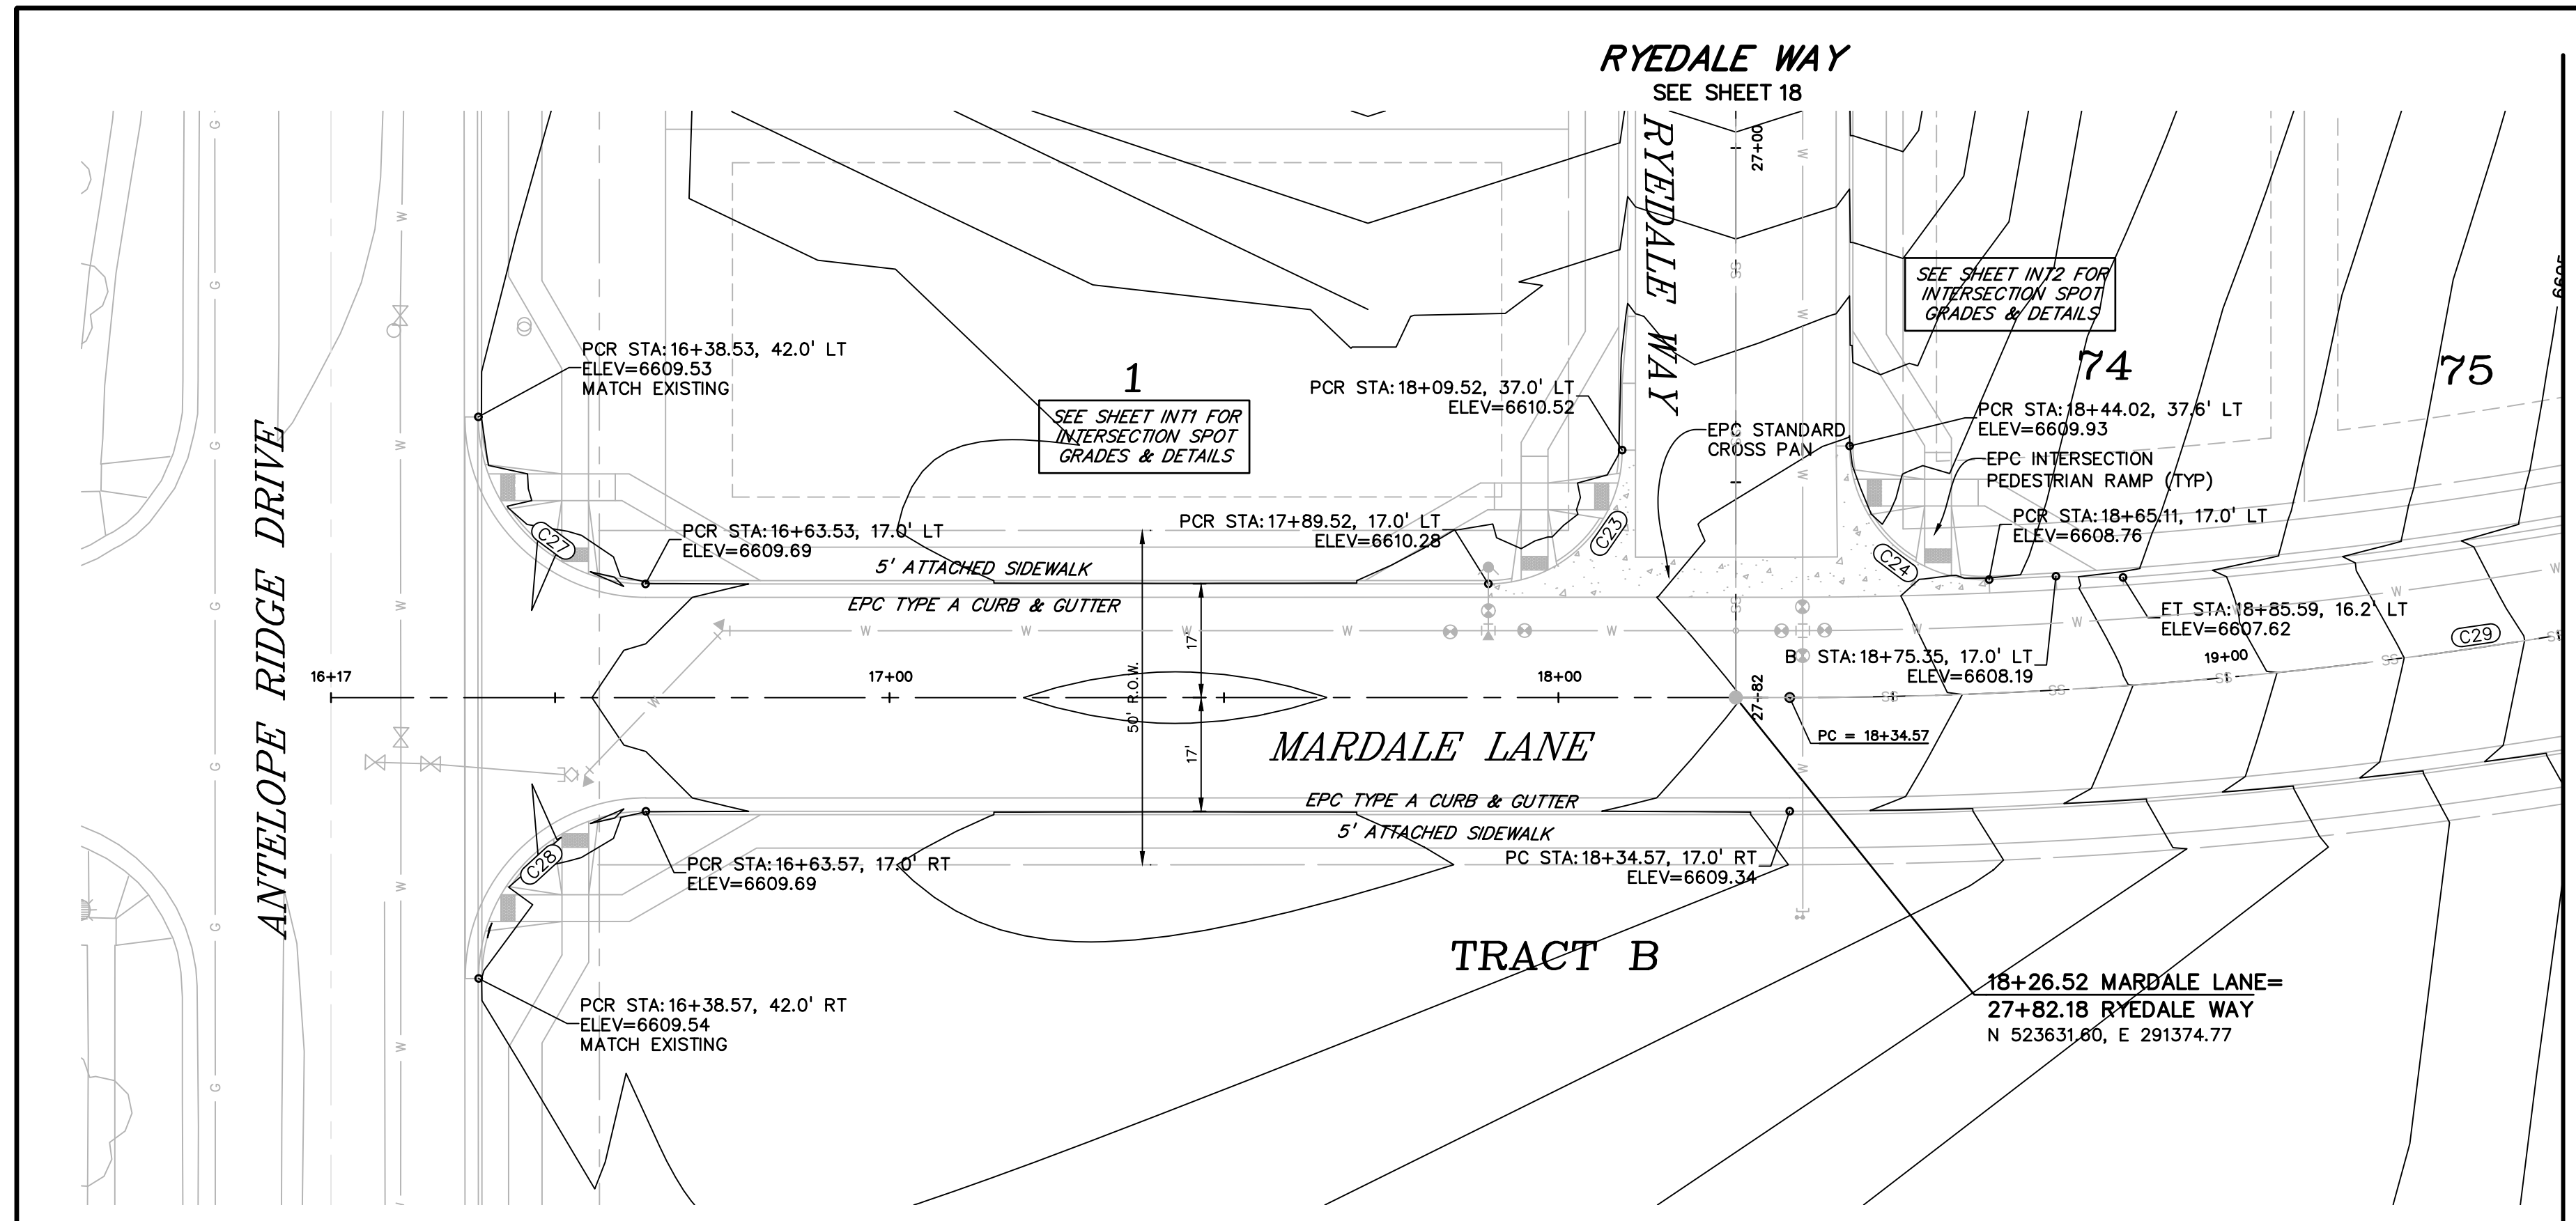 RYEDALE WAY
SEE SHEET 18
RYEDALE WAY
27+00
SEE SHEET INT2 FOR
INTERSECTION SPOT
GRADES & DETAILS
PCR STA:16+38.53, 42.0' LT
ELEV=6609.53
MATCH EXISTING
1
SEE SHEET INT1 FOR
INTERSECTION SPOT
GRADES & DETAILS
PCR STA:18+09.52, 37.0' LT
ELEV=6610.52
74
75
PCR STA:18+44.02, 37.6' LT
ELEV=6609.93
EPC STANDARD
CROSS PAN
EPC INTERSECTION
PEDESTRIAN RAMP (TYP)
ANTELOPE RIDGE DRIVE
C27
PCR STA:16+63.53, 17.0' LT
ELEV=6609.69
PCR STA:17+89.52, 17.0' LT
ELEV=6610.28
C23
C24
PCR STA:18+65.11, 17.0' LT
ELEV=6608.76
5' ATTACHED SIDEWALK
EPC TYPE A CURB & GUTTER
ET STA:18+85.59, 16.2' LT
ELEV=6607.62
C29
STA:18+75.35, 17.0' LT
ELEV=6608.19
19+00
16+17
17+00
18+00
17'
50' R.O.W.
17'
27+82
PC = 18+34.57
MARDALE LANE
EPC TYPE A CURB & GUTTER
5' ATTACHED SIDEWALK
C28
PCR STA:16+63.57, 17.0' RT
ELEV=6609.69
PC STA:18+34.57, 17.0' RT
ELEV=6609.34
TRACT B
PCR STA:16+38.57, 42.0' RT
ELEV=6609.54
MATCH EXISTING
18+26.52 MARDALE LANE=
27+82.18 RYEDALE WAY
N 523631.60, E 291374.77